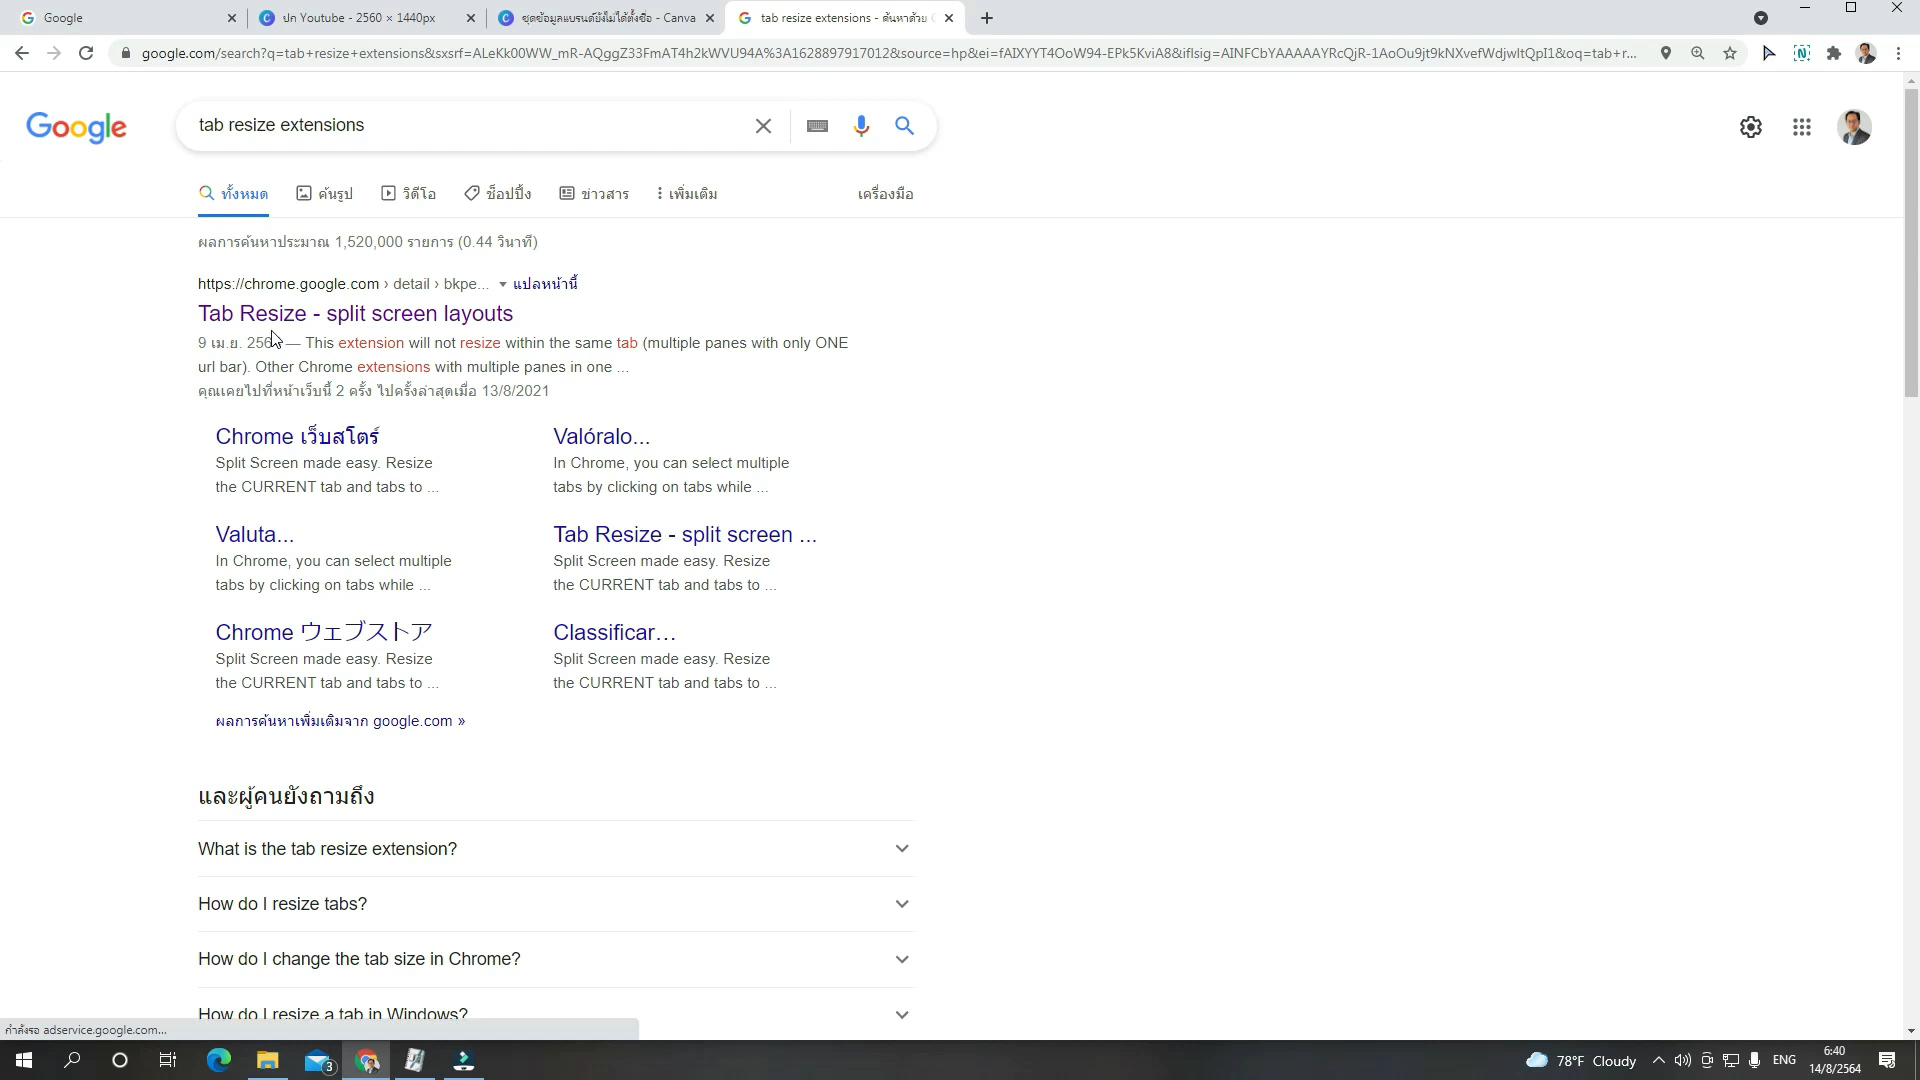 Google
ปก Youtube - 2560 × 1440px
ชุดข้อมูลแบรนด์ยังไม่ได้ตั้งชื่อ - Canva
tab resize extensions - ค้นหาด้วย
google.com/search?q=tab+resize+extensions&sxsrf=ALeKk00WW_mR-AQggZ33FmAT4h2kWVU94A%3A1628897917012&source=hp&ei=fAIXYYT4OoW94-EPk5KviA8&iflsig=AINFCbYAAAAAYRcQjR-1AoOu9jt9kNXvefWdjwItQpI1&oq=tab+r...
Google
tab resize extensions
ทั้งหมด
ค้นรูป
วิดีโอ
ช็อปปิ้ง
ข่าวสาร
เพิ่มเติม
เครื่องมือ
ผลการค้นหาประมาณ 1,520,000 รายการ (0.44 วินาที)
https://chrome.google.com › detail › bkpe... แปลหน้านี้
Tab Resize - split screen layouts
9 เม.ย. 256 — This extension will not resize within the same tab (multiple panes with only ONE
url bar). Other Chrome extensions with multiple panes in one ...
คุณเคยไปที่หน้าเว็บนี้ 2 ครั้ง ไปครั้งล่าสุดเมื่อ 13/8/2021
Chrome เว็บสโตร์
Split Screen made easy. Resize
the CURRENT tab and tabs to ...
Valóralo...
In Chrome, you can select multiple
tabs by clicking on tabs while ...
Valuta...
In Chrome, you can select multiple
tabs by clicking on tabs while ...
Tab Resize - split screen ...
Split Screen made easy. Resize
the CURRENT tab and tabs to ...
Chrome ウェブストア
Split Screen made easy. Resize
the CURRENT tab and tabs to ...
Classificar...
Split Screen made easy. Resize
the CURRENT tab and tabs to ...
ผลการค้นหาเพิ่มเติมจาก google.com »
และผู้คนยังถามถึง
What is the tab resize extension?
How do I resize tabs?
How do I change the tab size in Chrome?
How do I resize a tab in Windows?
กำลังรอ adservice.google.com...
3
78°F Cloudy
ENG
6:40
14/8/2564